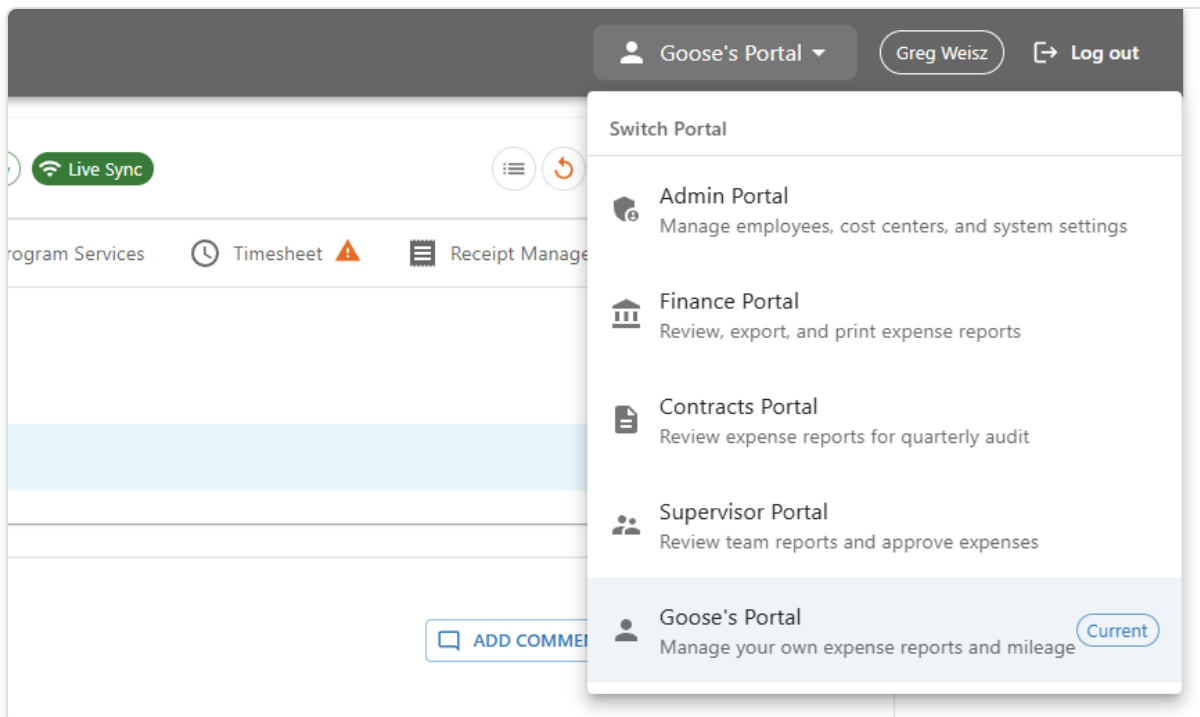 Goose's Portal
Greg Weisz
Log out
Switch Portal
Live Sync
Admin Portal
Manage employees, cost centers, and system settings
Program Services
Timesheet
Receipt Manage
Finance Portal
Review, export, and print expense reports
Contracts Portal
Review expense reports for quarterly audit
Supervisor Portal
Review team reports and approve expenses
Goose's Portal
Manage your own expense reports and mileage
Current
ADD COMME